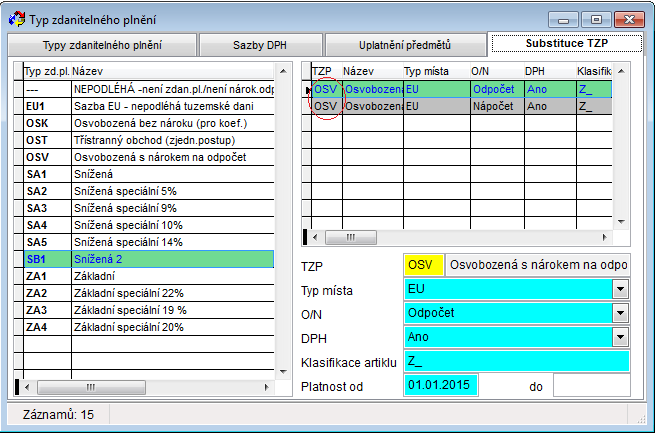 Typ zdanitelného plnění
Typy zdanitelného plnění Sazby DPH Uplatnění předmětů Substituce TZP
Typ zd.pl. Název
--- NEPODLÉHÁ -není zdan.pl./není nárok.odp
EU1 Sazba EU - nepodléhá tuzemské dani
OSK Osvobozená bez nároku (pro koef.)
OST Třístranný obchod (zjedn.postup)
OSV Osvobozená s nárokem na odpočet
SA1 Snížená
SA2 Snížená speciální 5%
SA3 Snížená speciální 9%
SA4 Snížená speciální 10%
SA5 Snížená speciální 14%
SB1 Snížená 2
ZA1 Základní
ZA2 Základní speciální 22%
ZA3 Základní speciální 19 %
ZA4 Základní speciální 20%
TZP Název Typ místa O/N DPH Klasifik
OSV Osvobozena EU Odpočet Ano Z_
OSV Osvobozena EU Nápočet Ano Z_
TZP OSV Osvobozená s nárokem na odpo
Typ místa EU
O/N Odpočet
DPH Ano
Klasifikace artiklu Z_
Platnost od 01.01.2015 do
Záznamů: 15